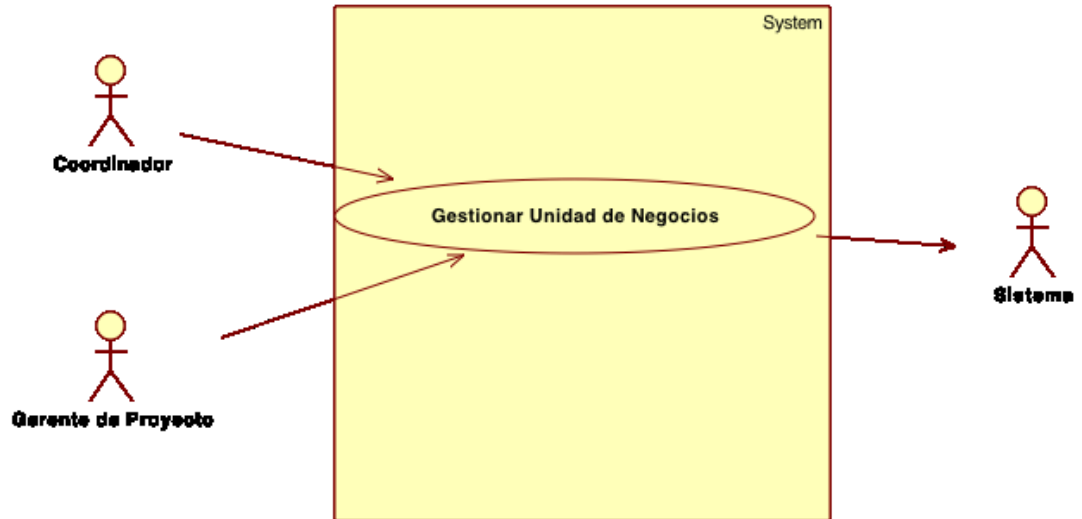 System
Coordinador
Gestionar Unidad de Negocios
Sistema
Gerente de Proyecto